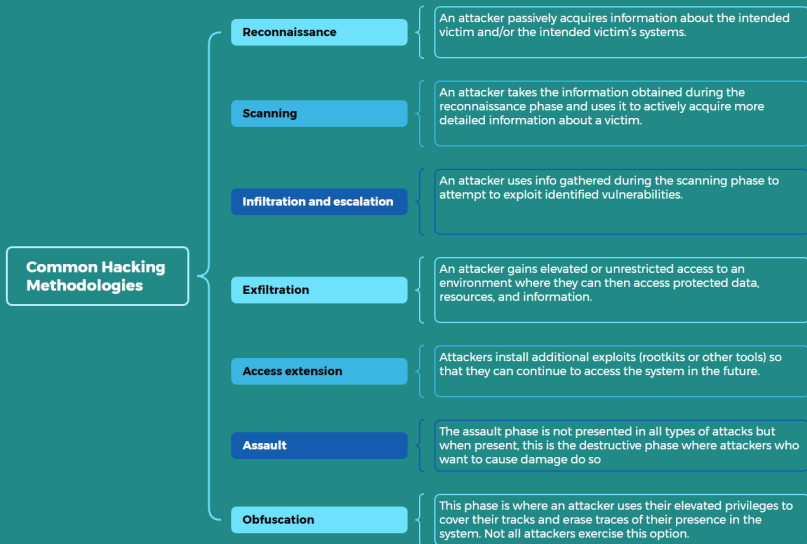 Common Hacking
Methodologies
Reconnaissance
An attacker passively acquires information about the intended
victim and/or the intended victim's systems.
Scanning
An attacker takes the information obtained during the
reconnaissance phase and uses it to actively acquire more
detailed information about a victim.
Infiltration and escalation
An attacker uses info gathered during the scanning phase to
attempt to exploit identified vulnerabilities.
Exfiltration
An attacker gains elevated or unrestricted access to an
environment where they can then access protected data,
resources, and information.
Access extension
Attackers install additional exploits (rootkits or other tools) so
that they can continue to access the system in the future.
Assault
The assault phase is not presented in all types of attacks but
when present, this is the destructive phase where attackers who
want to cause damage do so
Obfuscation
This phase is where an attacker uses their elevated privileges to
cover their tracks and erase traces of their presence in the
system. Not all attackers exercise this option.